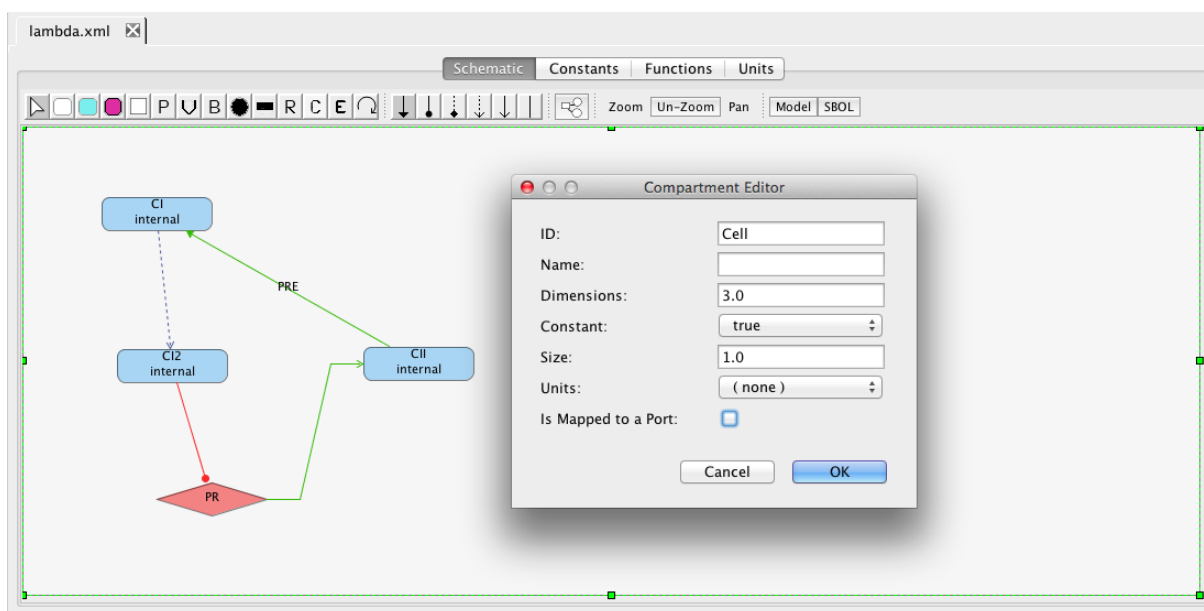 lambda.xml
Schematic Constants Functions Units
P V B R C E Zoom Un-Zoom Pan Model SBOL
CI
internal
PRE
CI2
internal
CII
internal
PR
Compartment Editor
ID: Cell
Name:
Dimensions: 3.0
Constant: true
Size: 1.0
Units: ( none )
Is Mapped to a Port:
Cancel OK